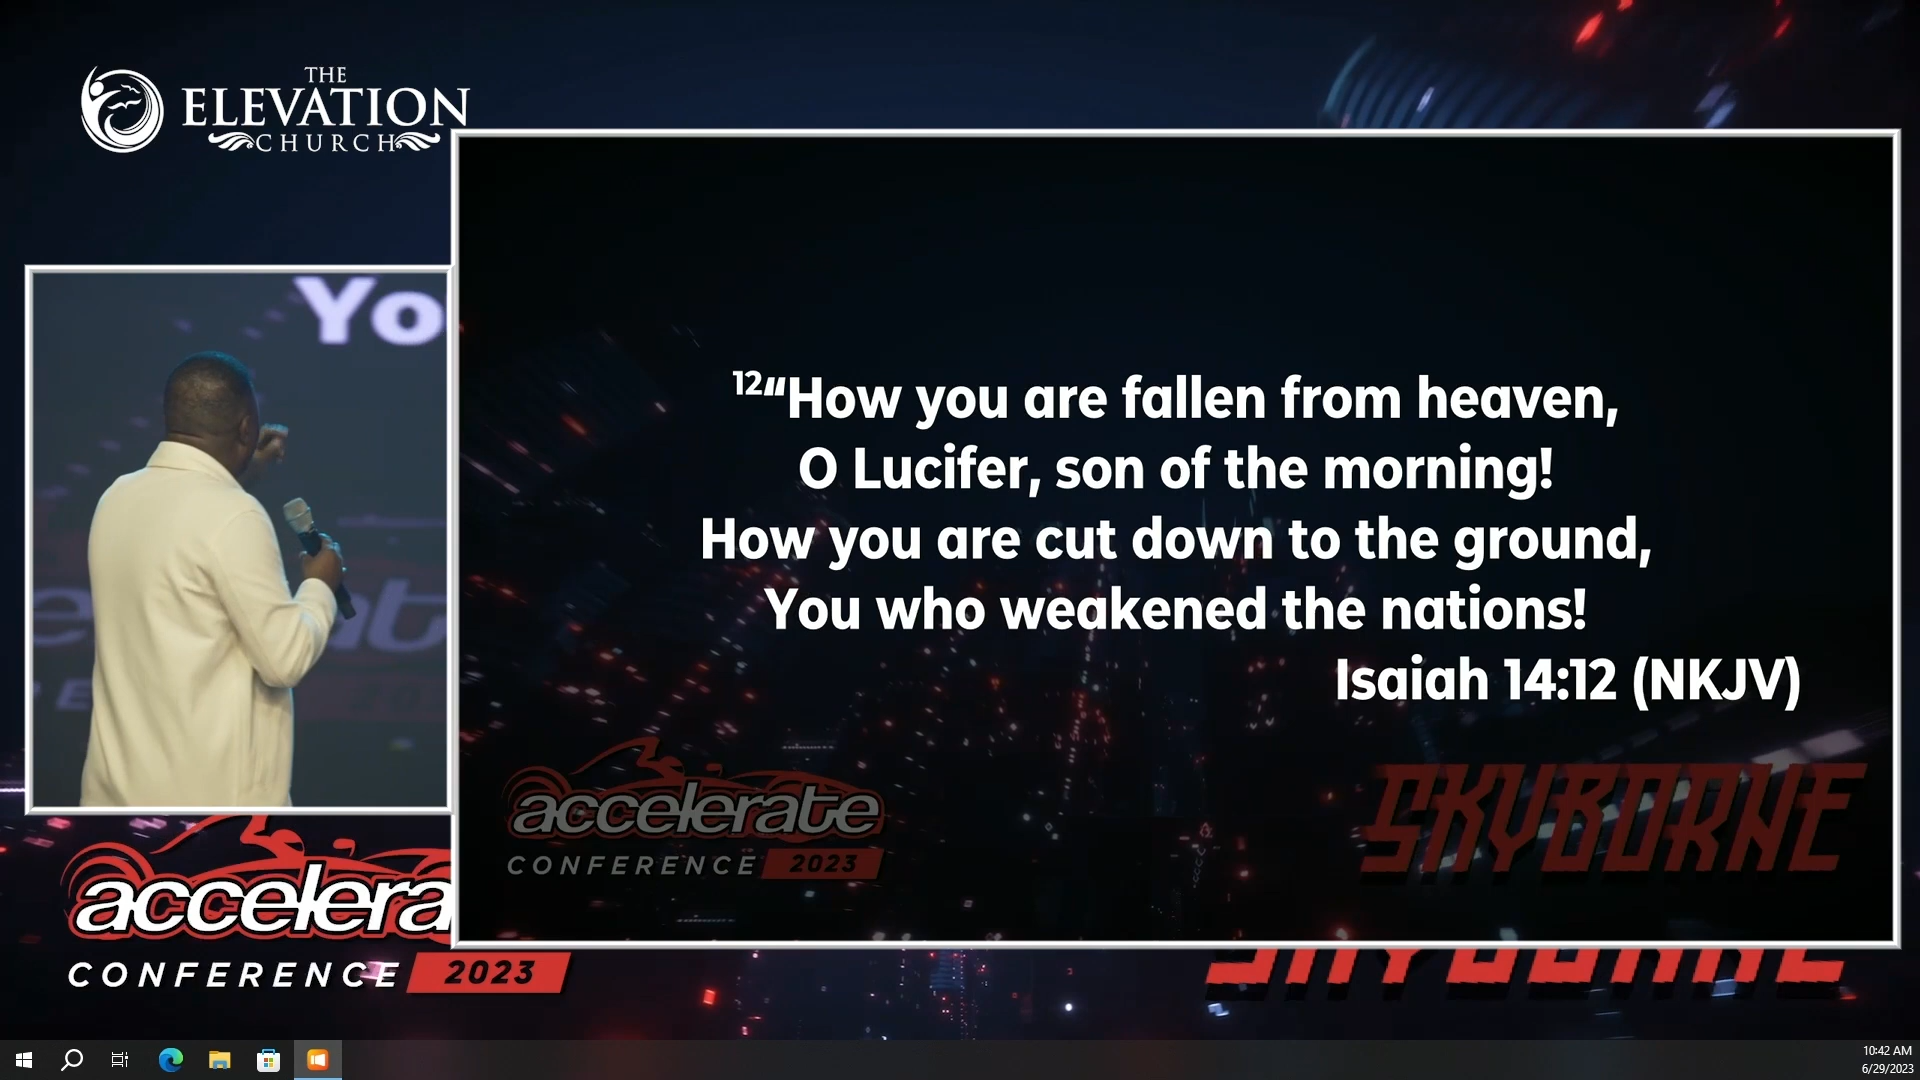 THE
ELEVATION
CHURCH
Yo
12“How you are fallen from heaven,
O Lucifer, son of the morning!
How you are cut down to the ground,
You who weakened the nations!
Isaiah 14:12 (NKJV)
accelerate
CONFERENCE 2023
SKYBORNE
accelera
CONFERENCE 2023
SKYBORNE
10:42 AM
6/29/2023